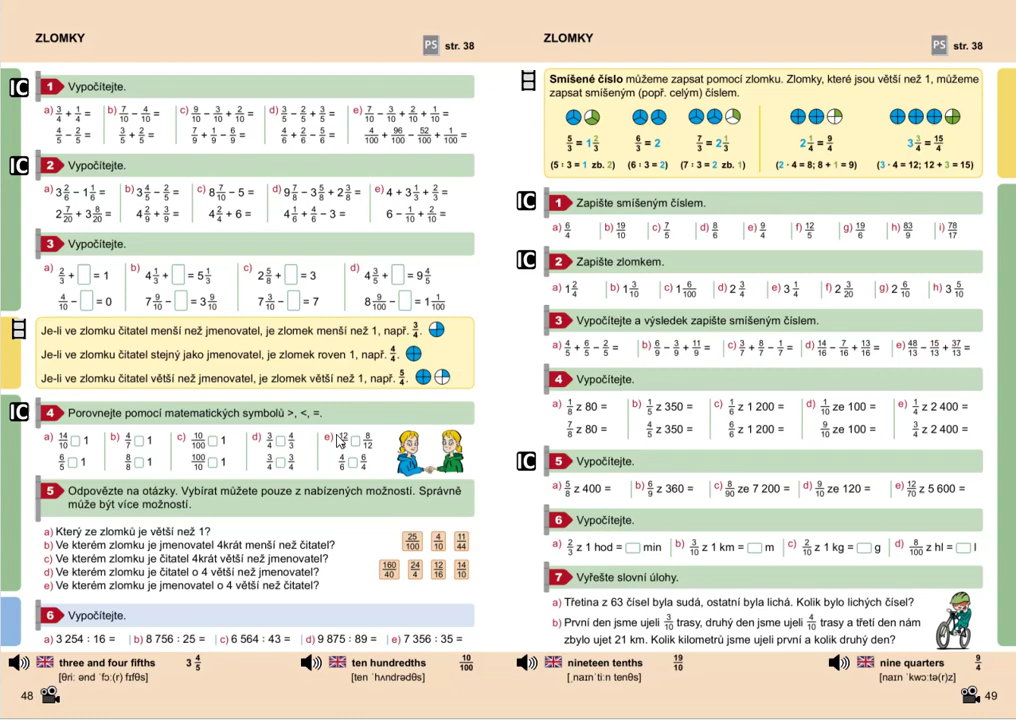 ZLOMKY
PS str. 38
1 Vypočítejte.
a) 3/4 + 1/4 = b) 7/10 − 4/10 = c) 9/10 − 3/10 + 2/10 = d) 3/5 − 2/5 + 3/5 = e) 7/10 − 3/10 + 2/10 + 1/10 =
4/5 − 2/5 = 3/5 + 2/5 = 7/9 + 1/9 − 6/9 = 4/6 + 2/6 − 5/6 = 4/100 + 96/100 − 52/100 + 1/100 =
2 Vypočítejte.
a) 3 2/6 − 1 1/6 = b) 3 4/5 − 2/5 = c) 8 7/10 − 5 = d) 9 7/8 − 3 5/8 + 2 3/8 = e) 4 + 3 1/3 + 2/3 =
2 7/20 + 3 8/20 = 4 2/9 + 3/9 = 4 2/4 + 6 = 4 1/6 + 4/6 − 3 = 6 − 1/10 + 2/10 =
3 Vypočítejte.
a) 2/3 + □ = 1 b) 4 1/3 + □ = 5 1/3 c) 2 5/8 + □ = 3 d) 4 3/5 + □ = 9 4/5
4/10 − □ = 0 7 9/10 − □ = 3 9/10 7 3/10 − □ = 7 8 9/100 − □ = 1 1/100
Je-li ve zlomku čitatel menší než jmenovatel, je zlomek menší než 1, např. 3/4.
Je-li ve zlomku čitatel stejný jako jmenovatel, je zlomek roven 1, např. 4/4.
Je-li ve zlomku čitatel větší než jmenovatel, je zlomek větší než 1, např. 5/4.
4 Porovnejte pomocí matematických symbolů >, <, =.
a) 14/10 □ 1 b) 4/7 □ 1 c) 10/100 □ 1 d) 3/4 □ 4/3 e) 12 □ 8/12
6/5 □ 1 8/8 □ 1 100/10 □ 1 3/4 □ 3/4 4/6 □ 6/4
5 Odpovězte na otázky. Vybírat můžete pouze z nabízených možností. Správně
může být více možností.
a) Který ze zlomků je větší než 1?
b) Ve kterém zlomku je jmenovatel 4krát menší než čitatel?
c) Ve kterém zlomku je čitatel 4krát větší než jmenovatel?
d) Ve kterém zlomku je čitatel o 4 větší než jmenovatel?
e) Ve kterém zlomku je jmenovatel o 4 větší než čitatel?
25/100 4/10 11/44
160/40 24/4 12/16 14/10
6 Vypočítejte.
a) 3 254 : 16 = b) 8 756 : 25 = c) 6 564 : 43 = d) 9 875 : 89 = e) 7 356 : 35 =
three and four fifths 3 4/5 ten hundredths 10/100
[θriː ənd ˈfɔː(r) fɪfθs] [ten ˈhʌndrədθs]
48
ZLOMKY
PS str. 38
Smíšené číslo můžeme zapsat pomocí zlomku. Zlomky, které jsou větší než 1, můžeme
zapsat smíšeným (popř. celým) číslem.
5/3 = 1 2/3 6/3 = 2 7/3 = 2 1/3 2 1/4 = 9/4 3 3/4 = 15/4
(5 : 3 = 1 zb. 2) (6 : 3 = 2) (7 : 3 = 2 zb. 1) (2 · 4 = 8; 8 + 1 = 9) (3 · 4 = 12; 12 + 3 = 15)
1 Zapište smíšeným číslem.
a) 6/4 b) 19/10 c) 7/5 d) 8/6 e) 9/4 f) 12/5 g) 19/6 h) 83/9 i) 78/17
2 Zapište zlomkem.
a) 1 2/4 b) 1 3/10 c) 1 6/100 d) 2 3/4 e) 3 1/4 f) 2 3/20 g) 2 6/10 h) 3 5/10
3 Vypočítejte a výsledek zapište smíšeným číslem.
a) 4/5 + 6/5 − 2/5 = b) 6/9 − 3/9 + 11/9 = c) 3/7 + 8/7 − 1/7 = d) 14/16 − 7/16 + 13/16 = e) 48/13 − 15/13 + 37/13 =
4 Vypočítejte.
a) 1/8 z 80 = b) 1/5 z 350 = c) 1/6 z 1 200 = d) 1/10 ze 100 = e) 1/4 z 2 400 =
7/8 z 80 = 4/5 z 350 = 6/6 z 1 200 = 9/10 ze 100 = 3/4 z 2 400 =
5 Vypočítejte.
a) 5/8 z 400 = b) 6/9 z 360 = c) 8/90 ze 7 200 = d) 9/10 ze 120 = e) 12/70 z 5 600 =
6 Vypočítejte.
a) 2/3 z 1 hod = □ min b) 3/10 z 1 km = □ m c) 2/10 z 1 kg = □ g d) 8/100 z hl = □ l
7 Vyřešte slovní úlohy.
a) Třetina z 63 čísel byla sudá, ostatní byla lichá. Kolik bylo lichých čísel?
b) První den jsme ujeli 3/10 trasy, druhý den jsme ujeli 4/10 trasy a třetí den nám
zbylo ujet 21 km. Kolik kilometrů jsme ujeli první a kolik druhý den?
nineteen tenths 19/10 nine quarters 9/4
[ˌnaɪnˈtiːn tenθs] [naɪn ˈkwɔːtə(r)z]
49